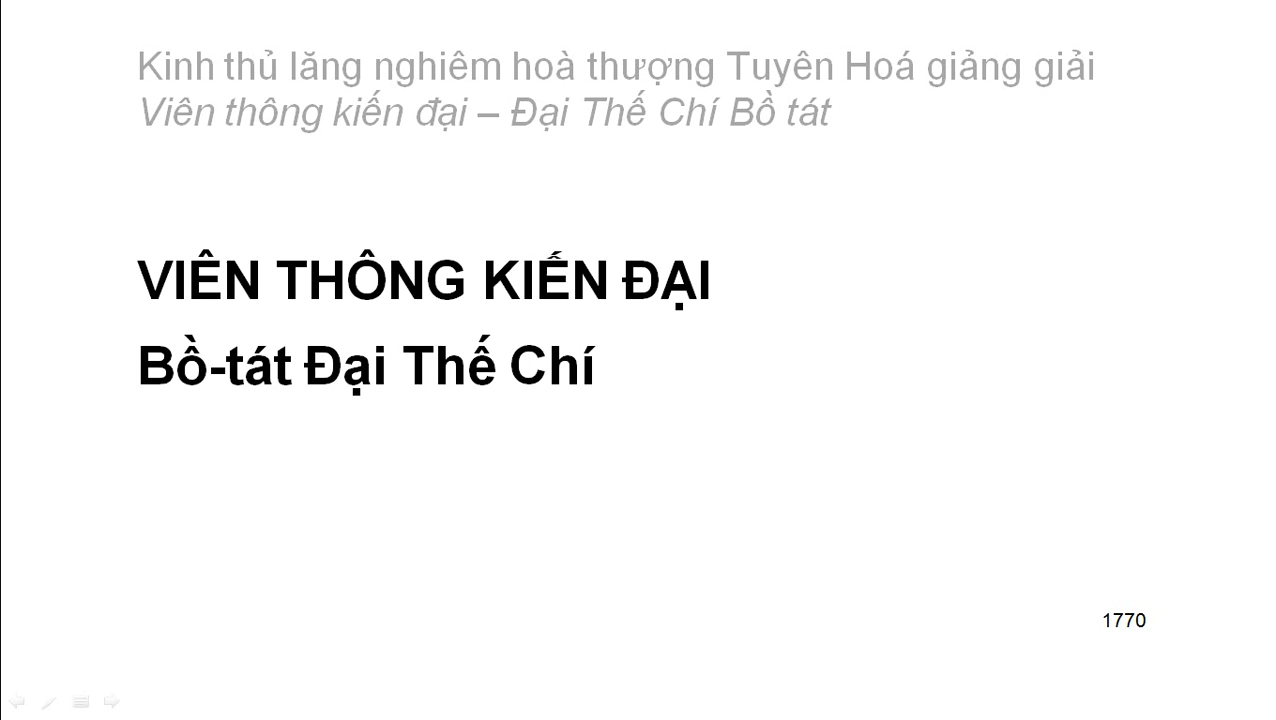 Kinh thủ lăng nghiêm hoà thượng Tuyên Hoá giảng giải
Viên thông kiến đại – Đại Thế Chí Bồ tát
VIÊN THÔNG KIẾN ĐẠI
Bồ-tát Đại Thế Chí
1770